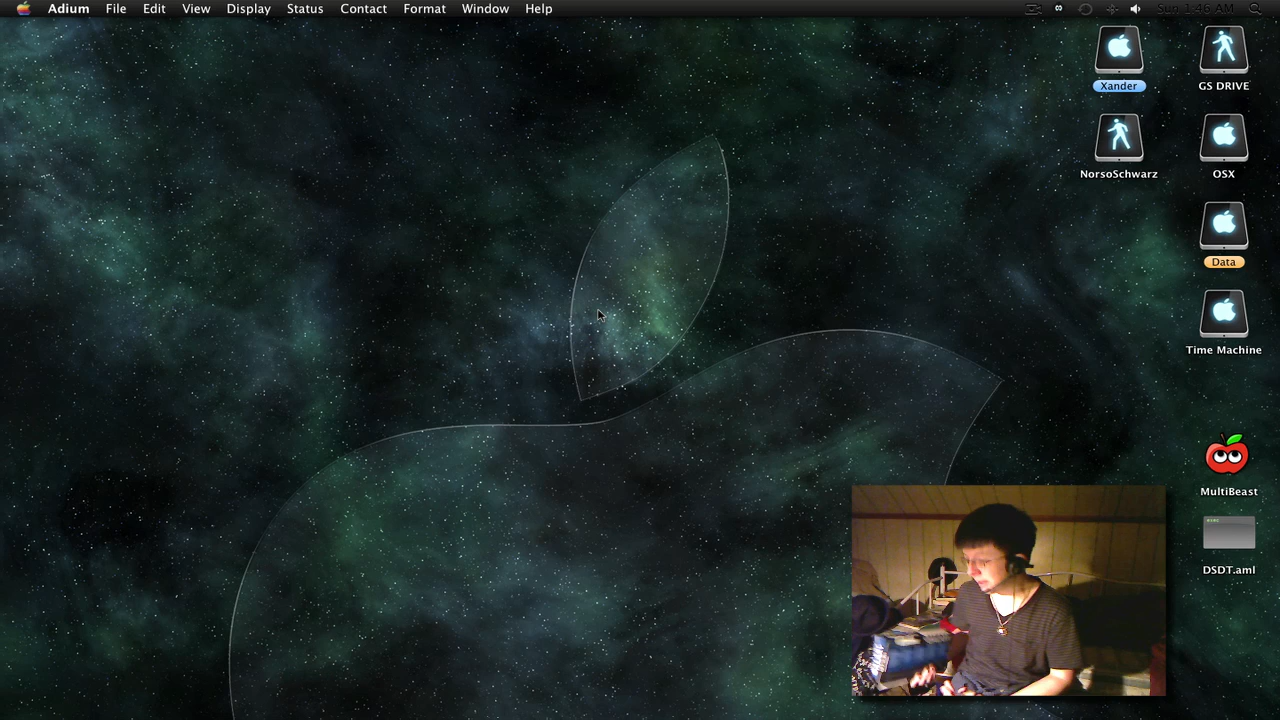 Adium File Edit View Display Status Contact Format Window Help Sun 1:46 AM
Xander GS DRIVE
NorsoSchwarz OSX
Data
Time Machine
MultiBeast
exec
DSDT.aml